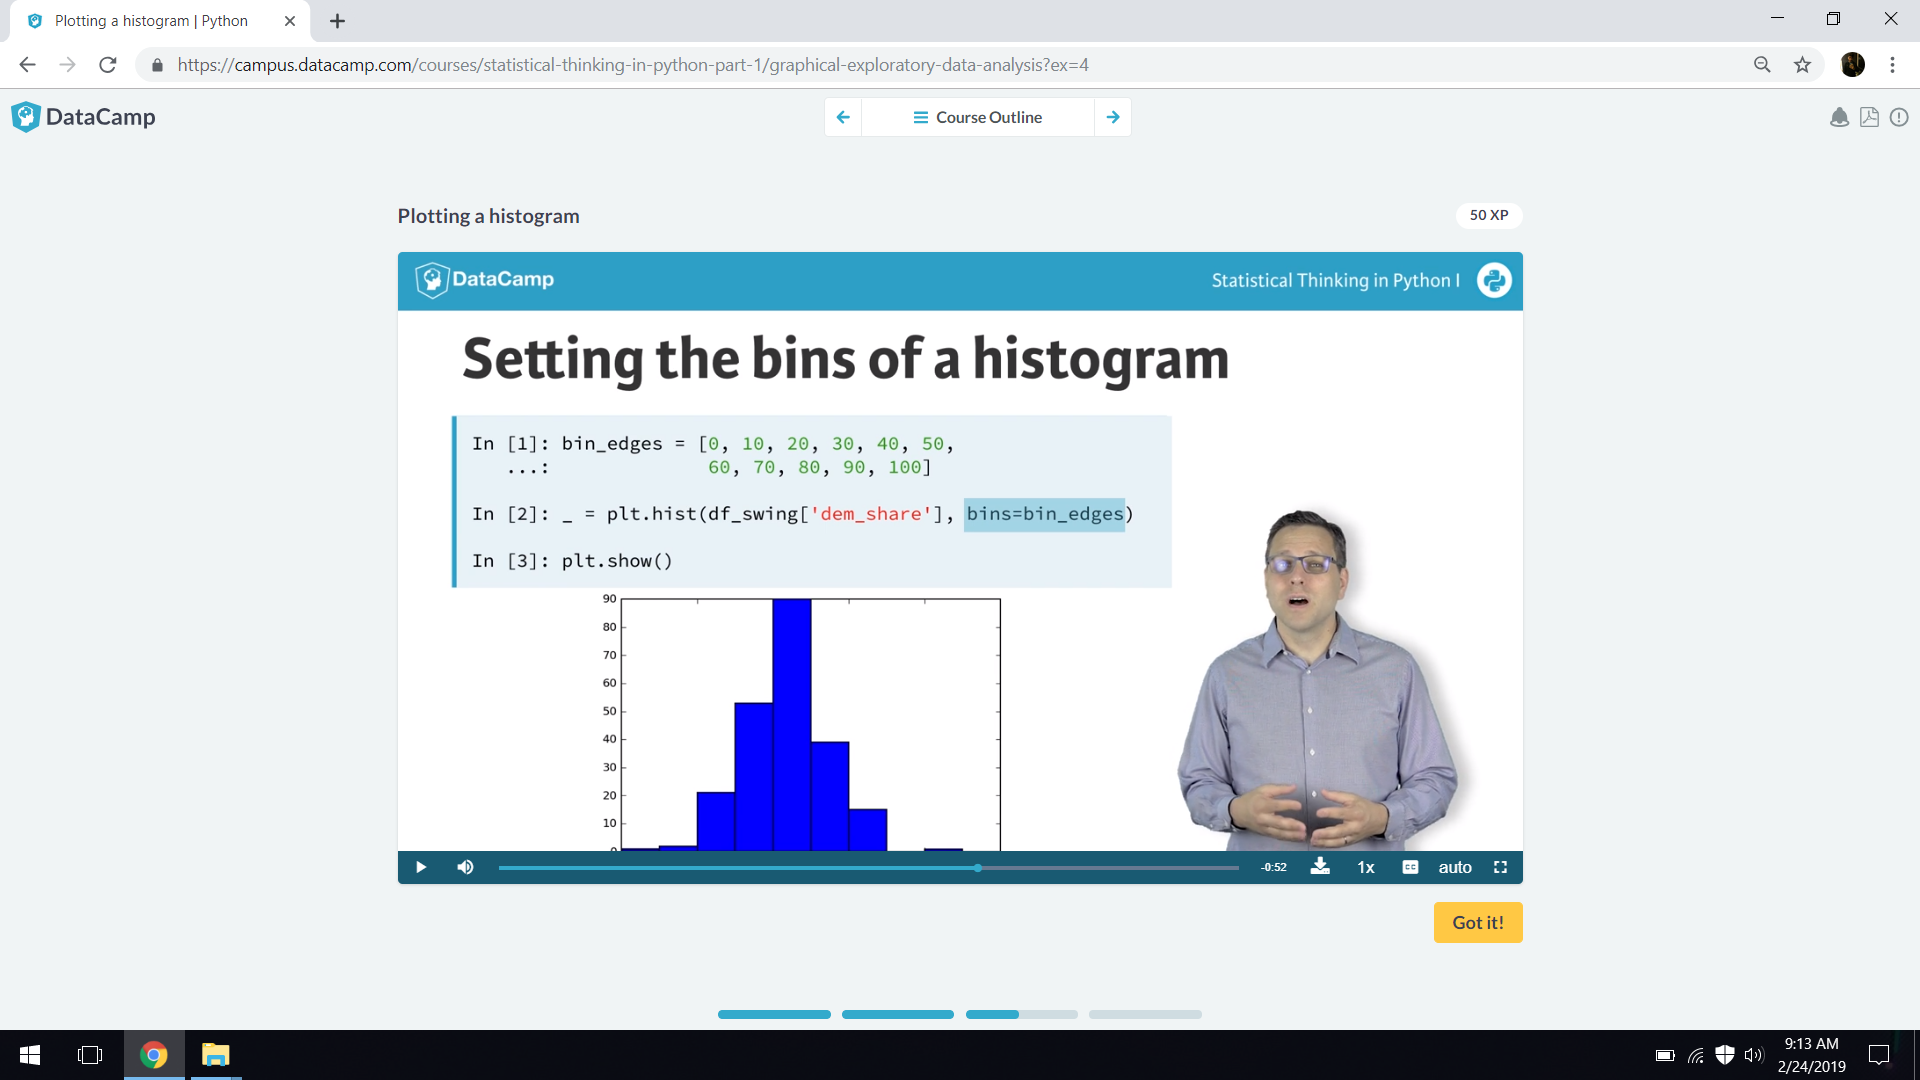 Plotting a histogram | Python
https://campus.datacamp.com/courses/statistical-thinking-in-python-part-1/graphical-exploratory-data-analysis?ex=4
DataCamp
Course Outline
Plotting a histogram
50 XP
DataCamp
Statistical Thinking in Python I
Setting the bins of a histogram
In [1]: bin_edges = [0, 10, 20, 30, 40, 50,
...: 60, 70, 80, 90, 100]
In [2]: _ = plt.hist(df_swing['dem_share'], bins=bin_edges)
In [3]: plt.show()
90
80
70
60
50
40
30
20
10
0
-0:52
1x
CC
auto
Got it!
9:13 AM
2/24/2019